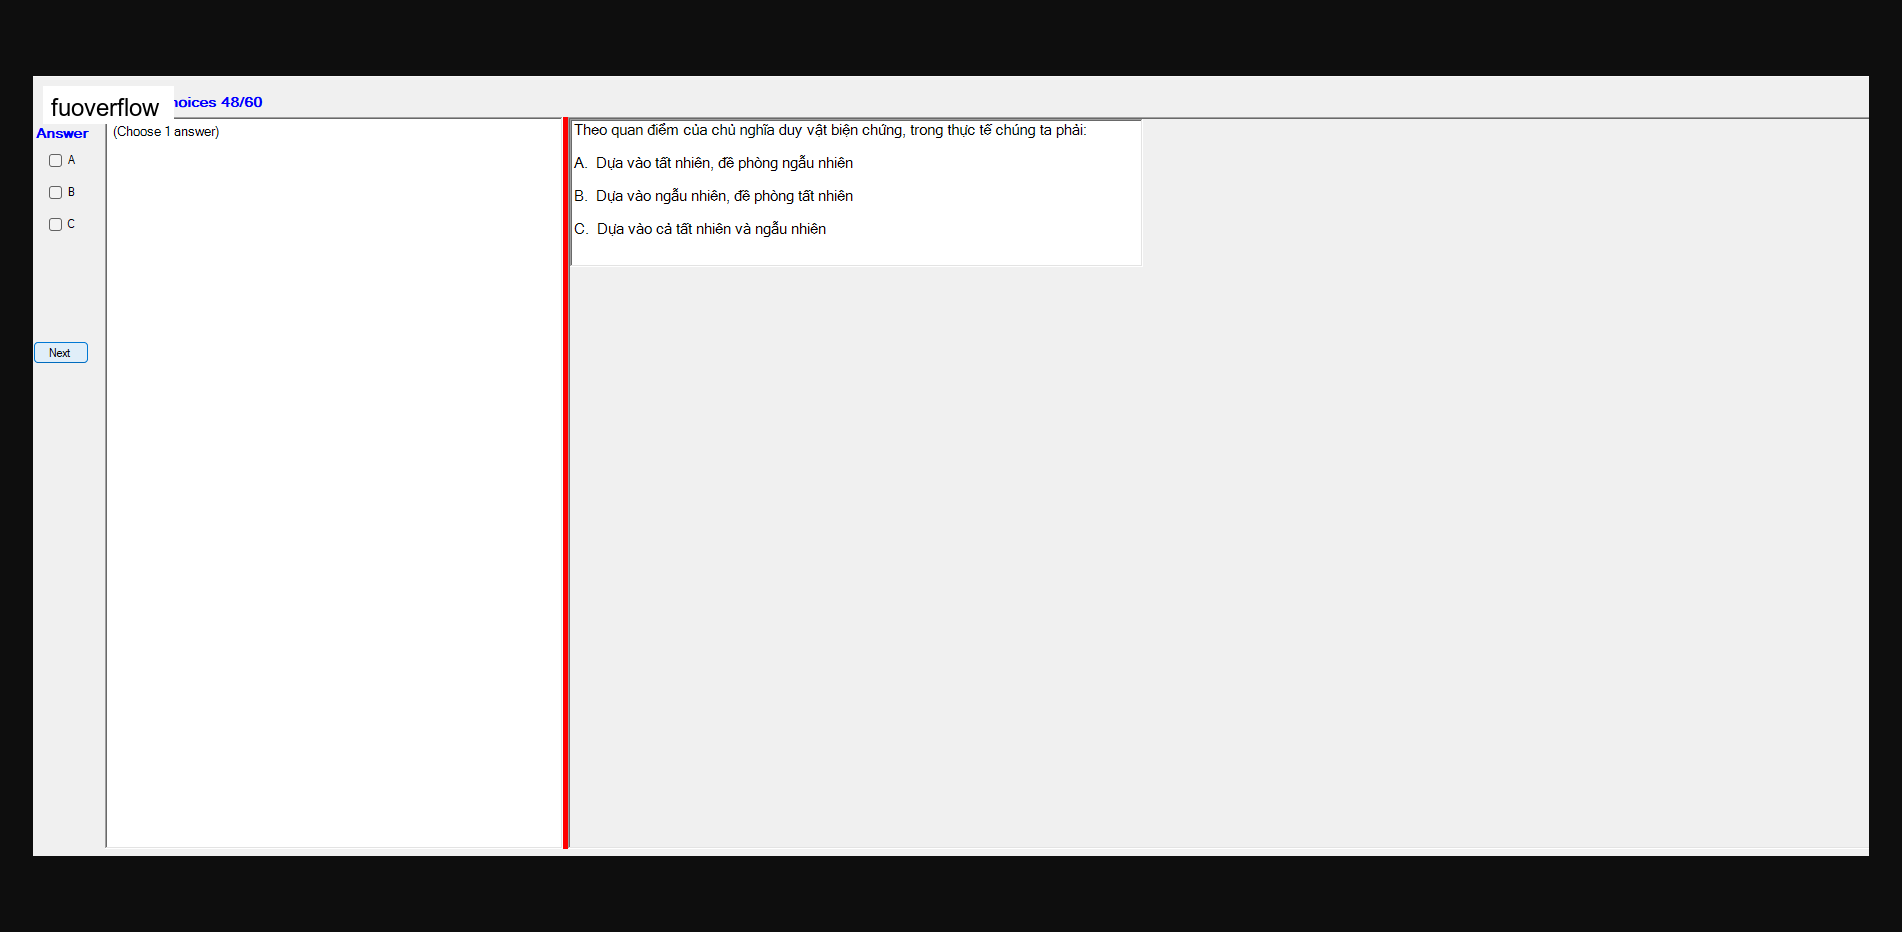 fuoverflow
hoices 48/60
Answer
(Choose 1 answer)
A
B
C
Next
Theo quan điểm của chủ nghĩa duy vật biện chứng, trong thực tế chúng ta phải:
A. Dựa vào tất nhiên, đề phòng ngẫu nhiên
B. Dựa vào ngẫu nhiên, đề phòng tất nhiên
C. Dựa vào cả tất nhiên và ngẫu nhiên